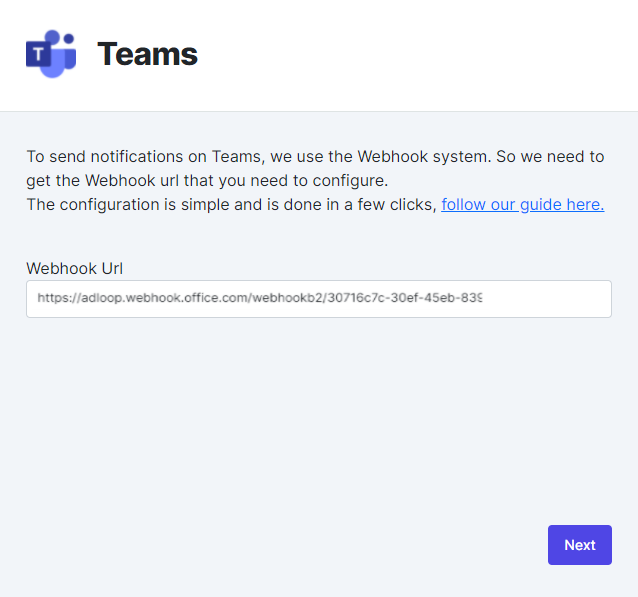 T
Teams
To send notifications on Teams, we use the Webhook system. So we need to
get the Webhook url that you need to configure.
The configuration is simple and is done in a few clicks, follow our guide here.
Webhook Url
https://adloop.webhook.office.com/webhookb2/30716c7c-30ef-45eb-839
Next